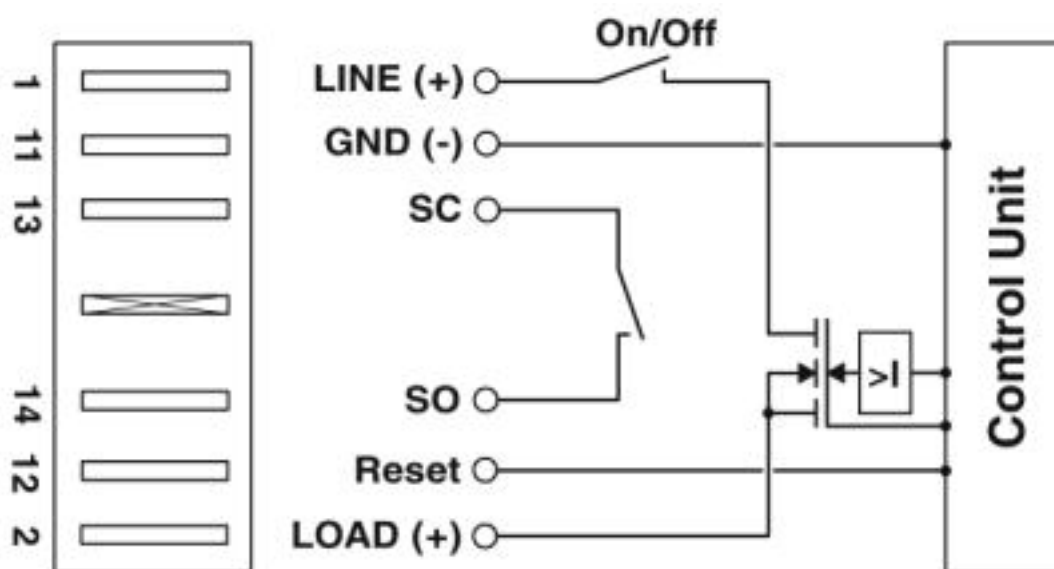 On/Off
1
LINE (+)
11
GND (-)
13
SC
14
SO
12
Reset
2
LOAD (+)
I>
Control Unit